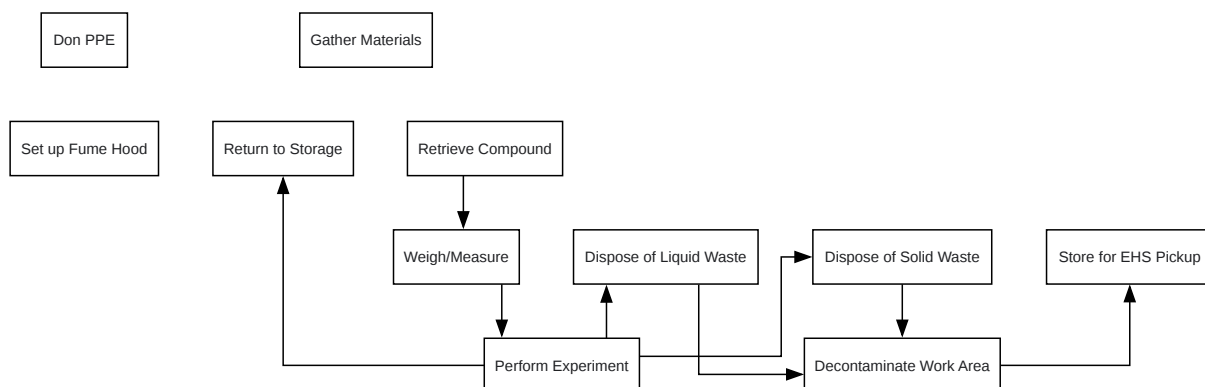 Don PPE
Gather Materials
Set up Fume Hood
Return to Storage
Retrieve Compound
Weigh/Measure
Dispose of Liquid Waste
Dispose of Solid Waste
Store for EHS Pickup
Perform Experiment
Decontaminate Work Area